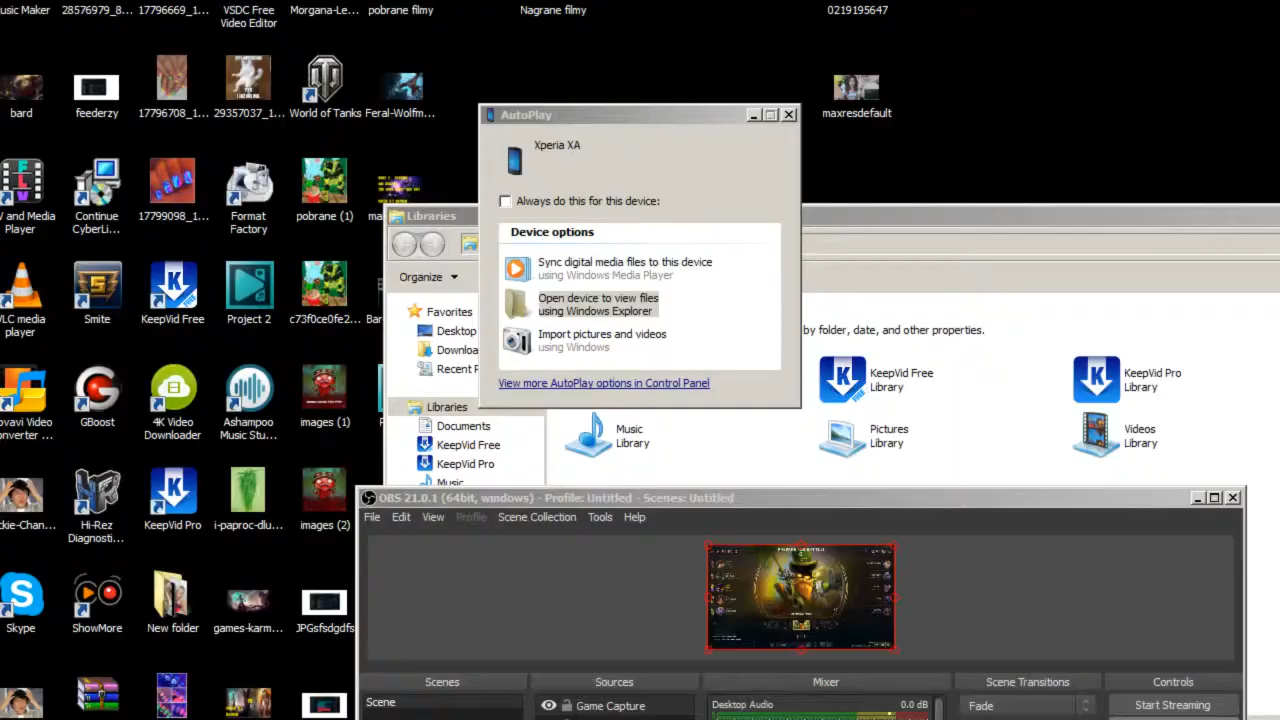 usic Maker
28576979_8...
17796669_1...
VSDC Free
Video Editor
Morgana-Le...
pobrane filmy
Nagrane filmy
0219195647
bard
feederzy
17796708_1...
29357037_1...
World of Tanks
Feral-Wolfm...
maxresdefault
V and Media
Player
Continue
CyberLi...
17799098_1...
Format
Factory
pobrane (1)
VLC media
player
Smite
KeepVid Free
Project 2
c73f0ce0fe2...
GBoost
4K Video
Downloader
Ashampoo
Music Stu...
images (1)
ckie-Chan...
Hi-Rez
Diagnosti...
KeepVid Pro
i-paproc-dlu...
images (2)
Skype
ShowMore
New folder
games-karm...
JPGsfsdgdfs
AutoPlay
Xperia XA
Always do this for this device:
Device options
Sync digital media files to this device
using Windows Media Player
Open device to view files
using Windows Explorer
Import pictures and videos
using Windows
View more AutoPlay options in Control Panel
Libraries
Organize
Favorites
Desktop
Downloa
Recent P
Libraries
Documents
KeepVid Free
KeepVid Pro
Music
by folder, date, and other properties.
KeepVid Free
Library
KeepVid Pro
Library
Music
Library
Pictures
Library
Videos
Library
OBS 21.0.1 (64bit, windows) - Profile: Untitled - Scenes: Untitled
File Edit View Profile Scene Collection Tools Help
Scenes
Sources
Mixer
Scene Transitions
Controls
Scene
Game Capture
Desktop Audio
0.0 dB
Fade
Start Streaming